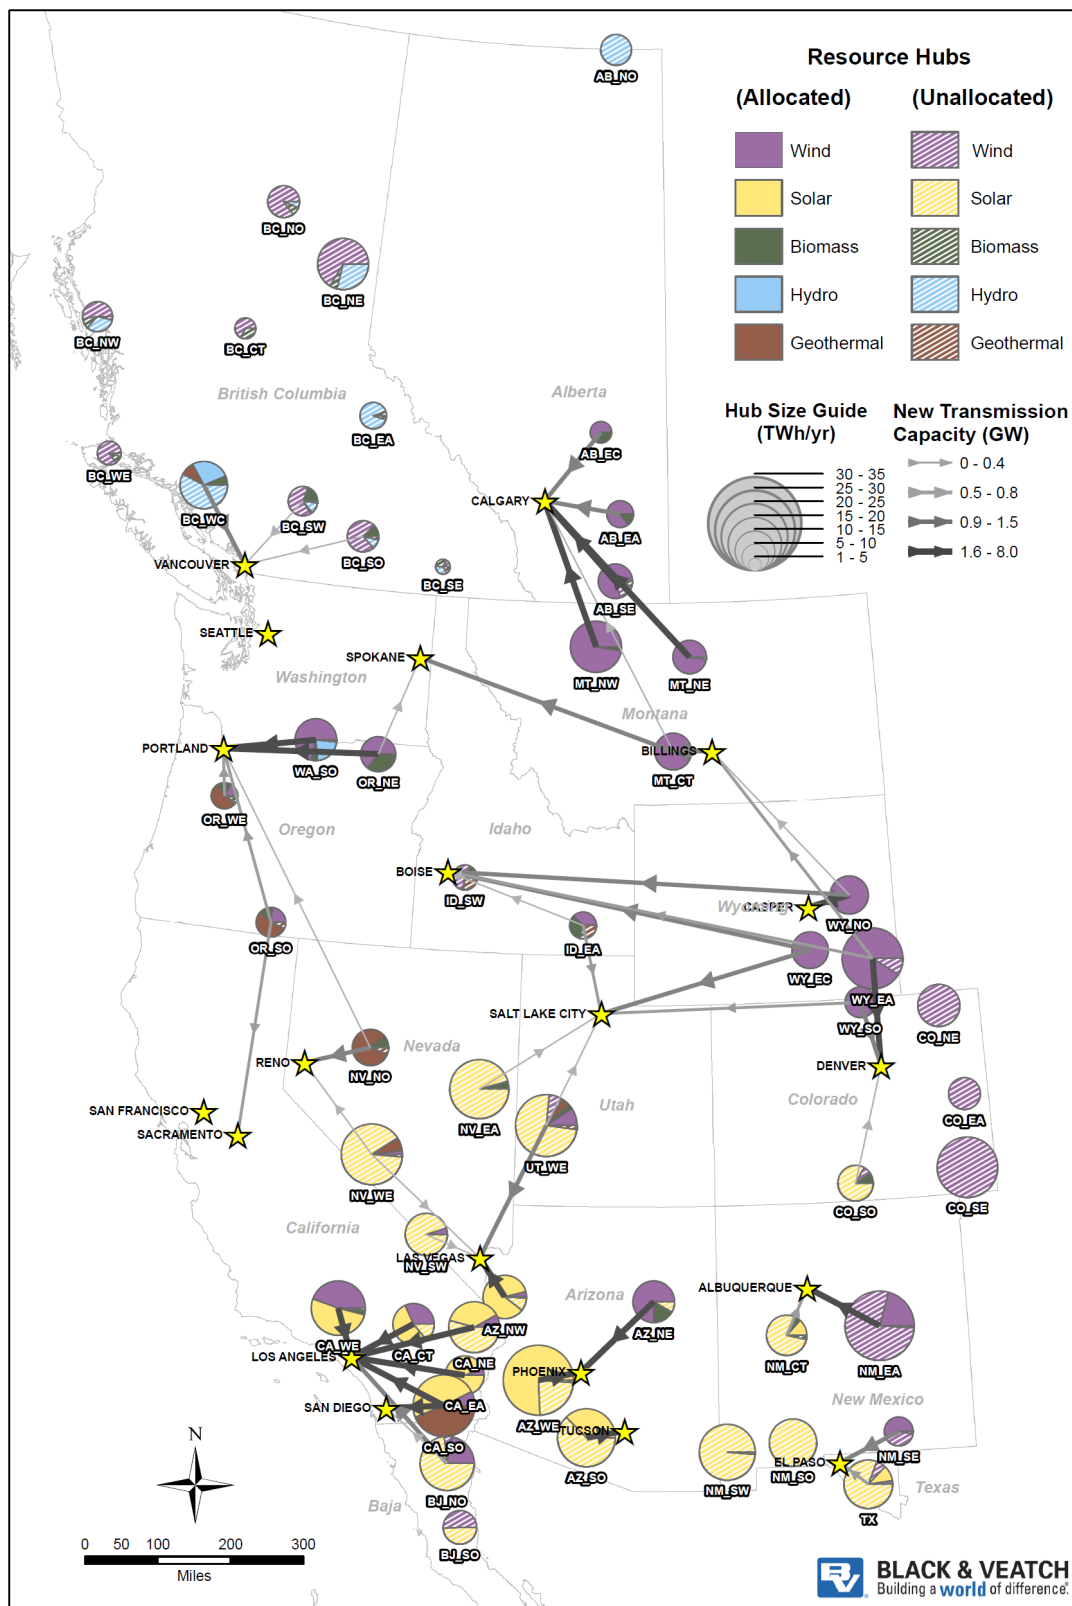 Resource Hubs
(Allocated) (Unallocated)
Wind Wind
Solar Solar
Biomass Biomass
Hydro Hydro
Geothermal Geothermal
Hub Size Guide
(TWh/yr)
30 - 35
25 - 30
20 - 25
15 - 20
10 - 15
5 - 10
1 - 5
New Transmission
Capacity (GW)
0 - 0.4
0.5 - 0.8
0.9 - 1.5
1.6 - 8.0
AB_NO
BC_NO
BC_NE
BC_NW
BC_CT
British Columbia
Alberta
BC_EA
AB_EC
BC_WE
BC_WC
BC_SW
CALGARY
AB_EA
BC_SO
VANCOUVER
BC_SE
AB_SE
SEATTLE
SPOKANE
Washington
MT_NW
MT_NE
Montana
PORTLAND
WA_SO
OR_NE
BILLINGS
MT_CT
OR_WE
Oregon
Idaho
BOISE
ID_SW
Wyoming
CASPER
WY_NO
OR_SO
ID_EA
WY_EC
WY_EA
WY_SO
CO_NE
SALT LAKE CITY
Nevada
RENO
NV_NO
DENVER
Colorado
SAN FRANCISCO
SACRAMENTO
NV_EA
Utah
CO_EA
UT_WE
NV_WE
CO_SO
CO_SE
California
LAS VEGAS
NV_SW
ALBUQUERQUE
Arizona
AZ_NW
AZ_NE
CA_WE
CA_CT
CA_NE
LOS ANGELES
NM_CT
NM_EA
PHOENIX
New Mexico
SAN DIEGO
CA_EA
AZ_WE
TUCSON
CA_SO
AZ_SO
NM_SW
NM_SO
EL PASO
NM_SE
Texas
TX
BJ_NO
Baja
BJ_SO
N
0 50 100 200 300
Miles
BV
BLACK & VEATCH
Building a world of difference.®